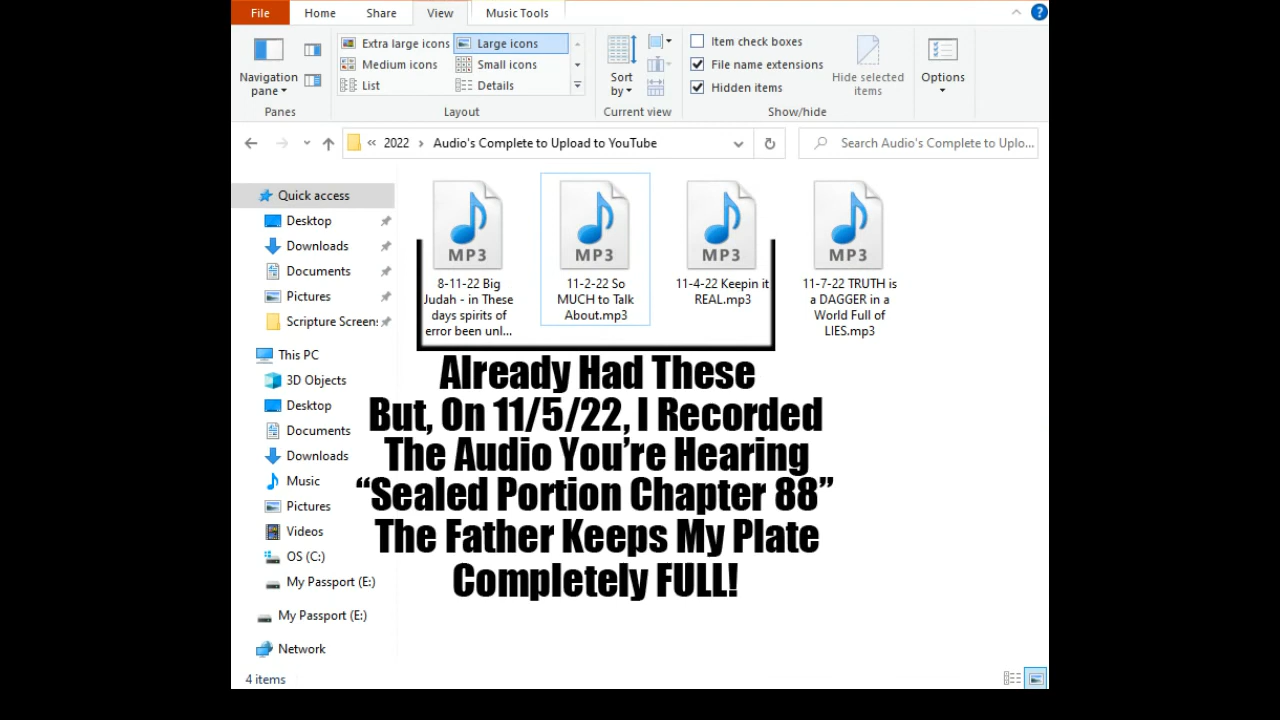 File Home Share View Music Tools
Navigation pane
Extra large icons Large icons
Medium icons Small icons
List Details
Sort by
Item check boxes
File name extensions
Hidden items
Hide selected items
Options
Panes Layout Current view Show/hide
« 2022 › Audio's Complete to Upload to YouTube
Search Audio's Complete to Uplo...
Quick access
Desktop
Downloads
Documents
Pictures
Scripture Screens
This PC
3D Objects
Desktop
Documents
Downloads
Music
Pictures
Videos
OS (C:)
My Passport (E:)
My Passport (E:)
Network
MP3
8-11-22 Big
Judah - in These
days spirits of
error been unl...
MP3
11-2-22 So
MUCH to Talk
About.mp3
MP3
11-4-22 Keepin it
REAL.mp3
MP3
11-7-22 TRUTH is
a DAGGER in a
World Full of
LIES.mp3
Already Had These
But, On 11/5/22, I Recorded
The Audio You’re Hearing
“Sealed Portion Chapter 88”
The Father Keeps My Plate
Completely FULL!
4 items